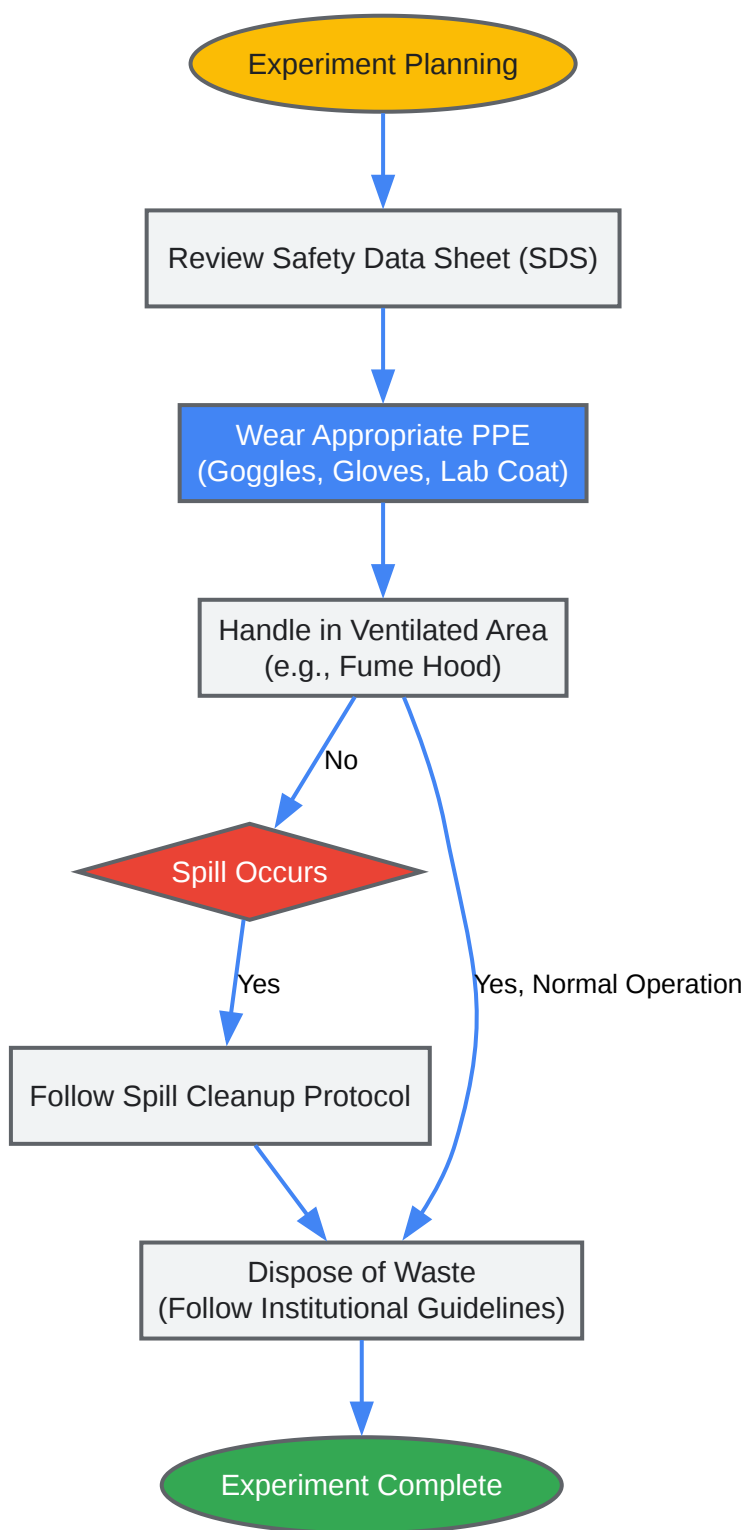 Experiment Planning
Review Safety Data Sheet (SDS)
Wear Appropriate PPE
(Goggles, Gloves, Lab Coat)
Handle in Ventilated Area
(e.g., Fume Hood)
No
Spill Occurs
Yes
Yes, Normal Operation
Follow Spill Cleanup Protocol
Dispose of Waste
(Follow Institutional Guidelines)
Experiment Complete